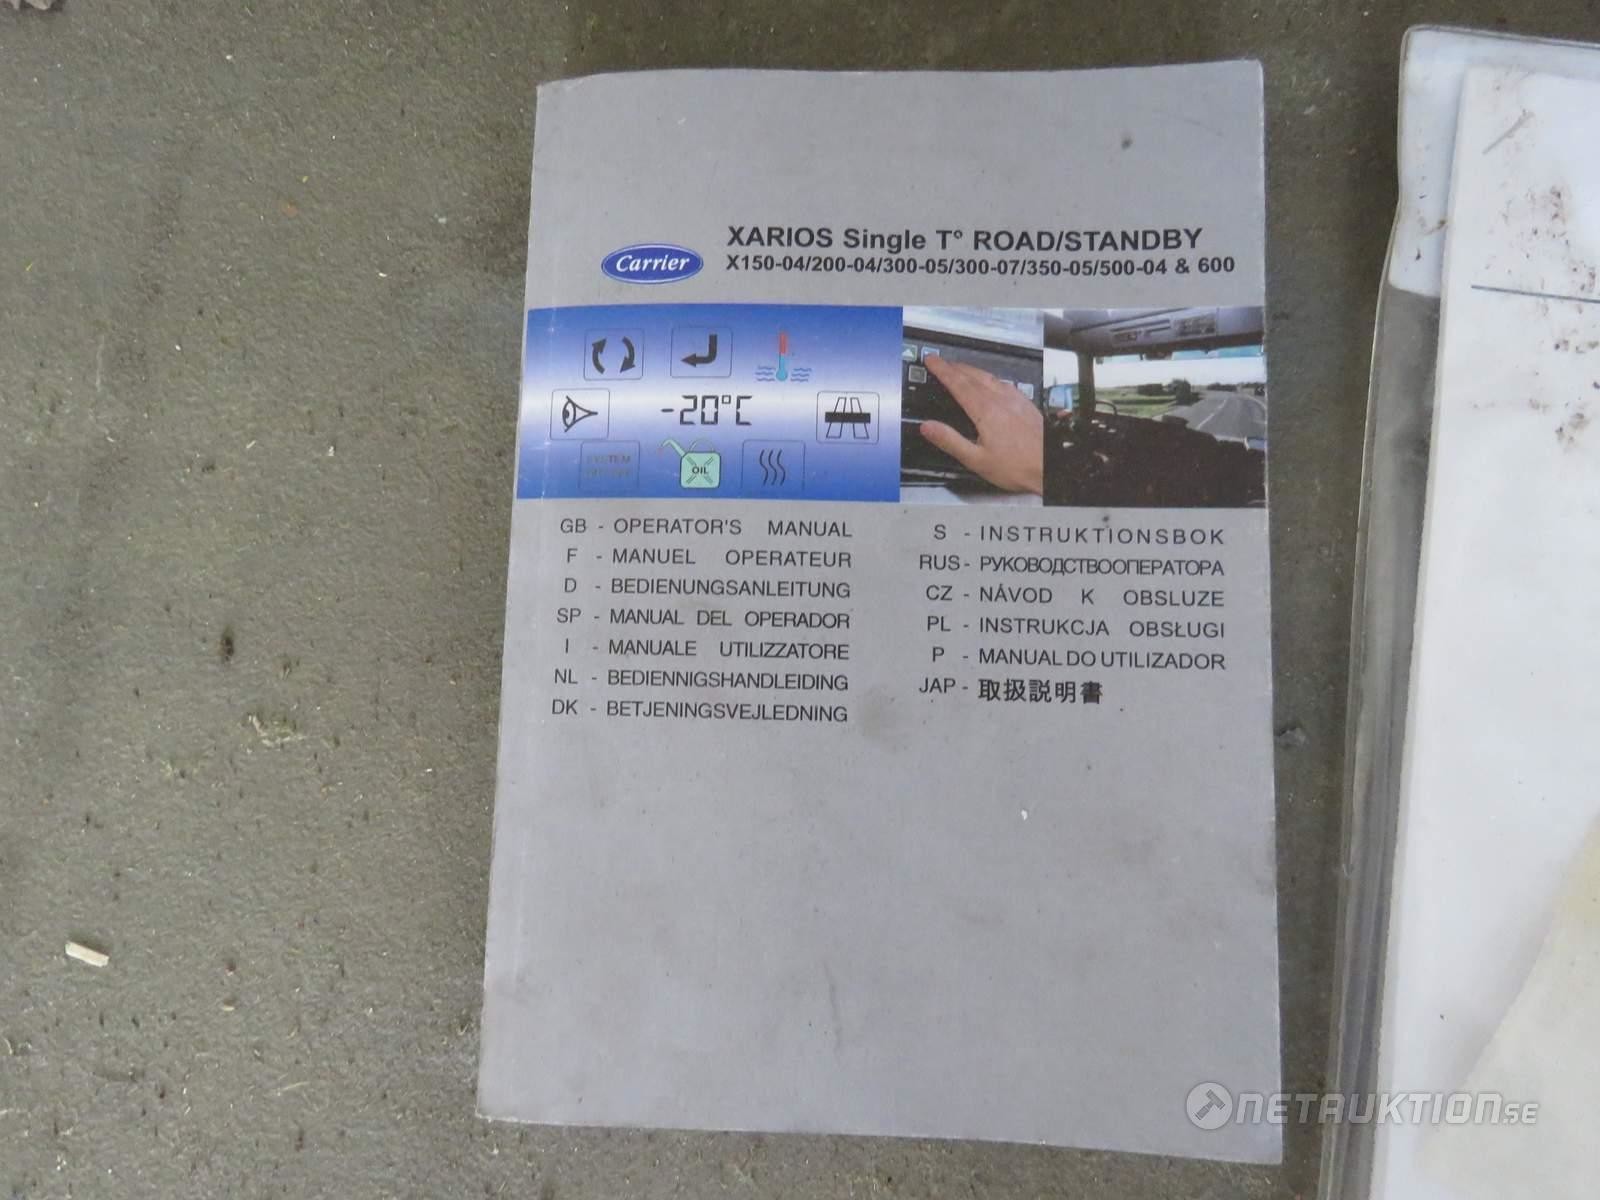 XARIOS Single T° ROAD/STANDBY
Carrier
X150-04/200-04/300-05/300-07/350-05/500-04 & 600
-20°C
SYSTEM
OIL
GB - OPERATOR'S MANUAL
F - MANUEL OPERATEUR
D - BEDIENUNGSANLEITUNG
SP - MANUAL DEL OPERADOR
I - MANUALE UTILIZZATORE
NL - BEDIENNIGSHANDLEIDING
DK - BETJENINGSVEJLEDNING
S - INSTRUKTIONSBOK
RUS - РУКОВОДСТВООПЕРАТОРА
CZ - NÁVOD K OBSLUZE
PL - INSTRUKCJA OBSŁUGI
P - MANUAL DO UTILIZADOR
JAP - 取扱説明書
NETRUKTION.SE